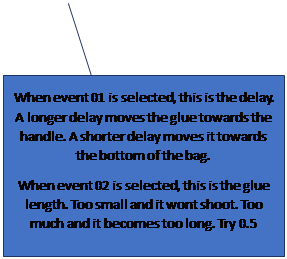 When event 01 is selected, this is the delay.
A longer delay moves the glue towards the
handle. A shorter delay moves it towards
the bottom of the bag.
When event 02 is selected, this is the glue
length. Too small and it wont shoot. Too
much and it becomes too long. Try 0.5